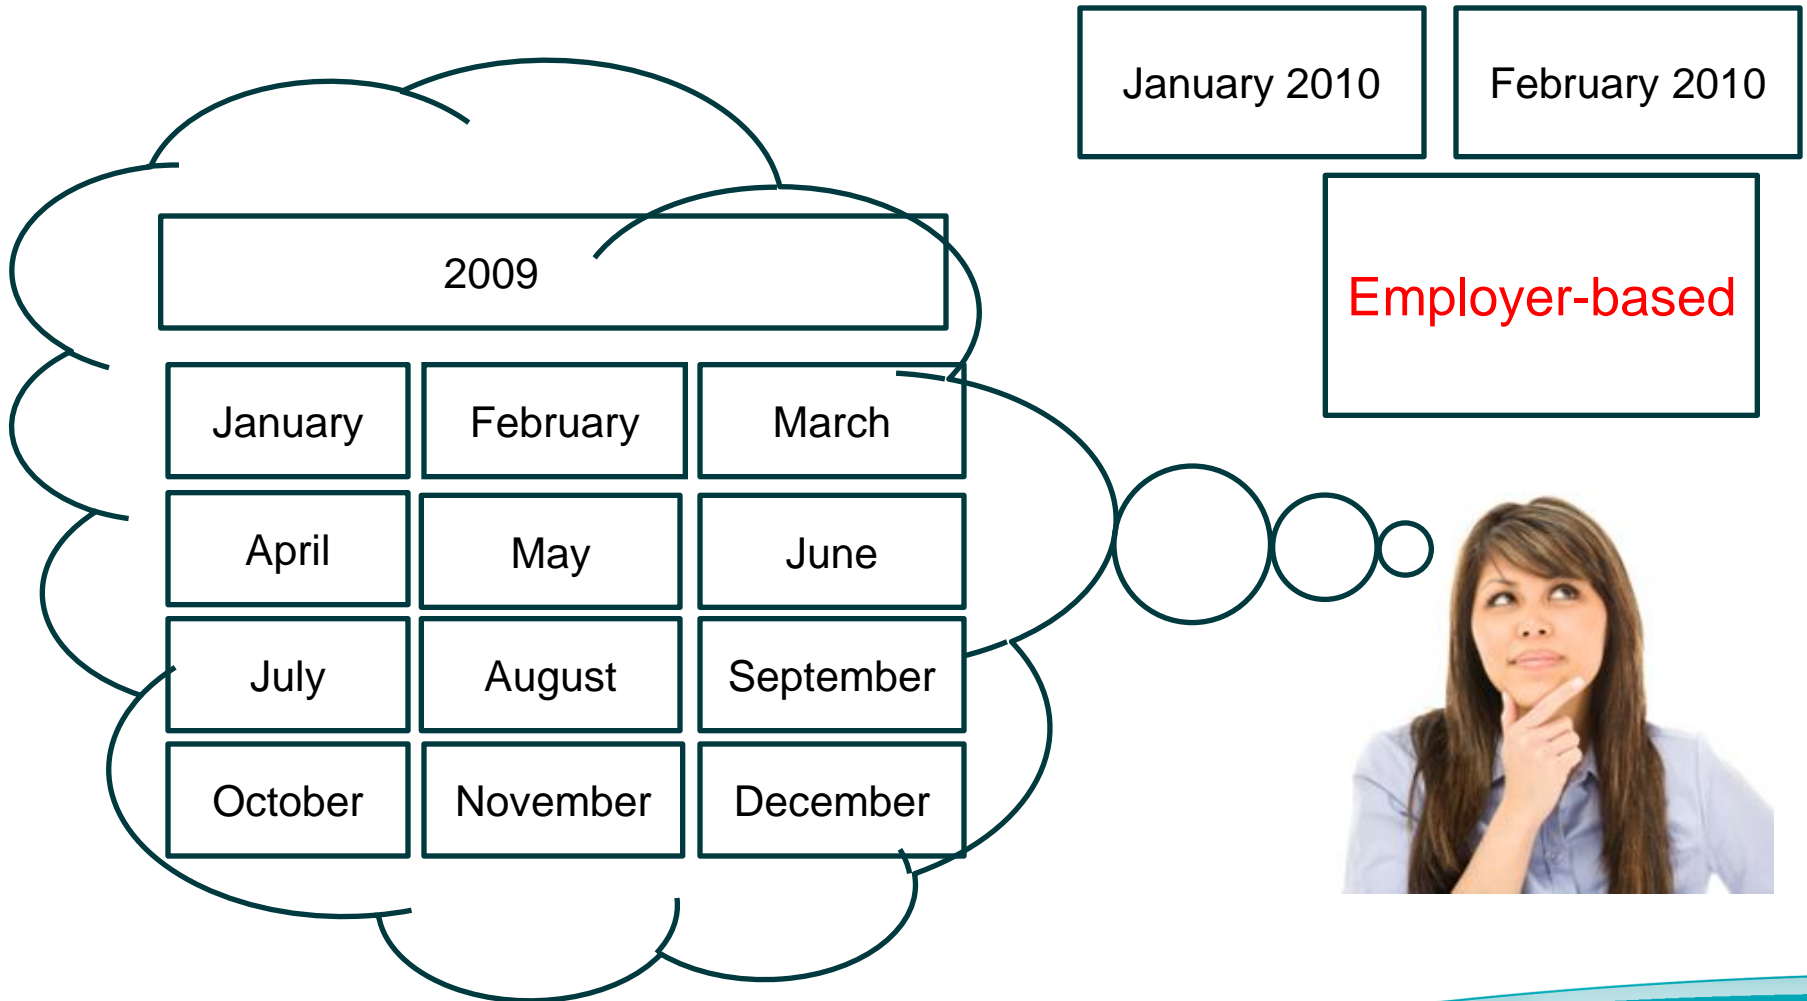 January 2010
February 2010
Employer-based
2009
January
February
March
April
May
June
July
August
September
October
November
December